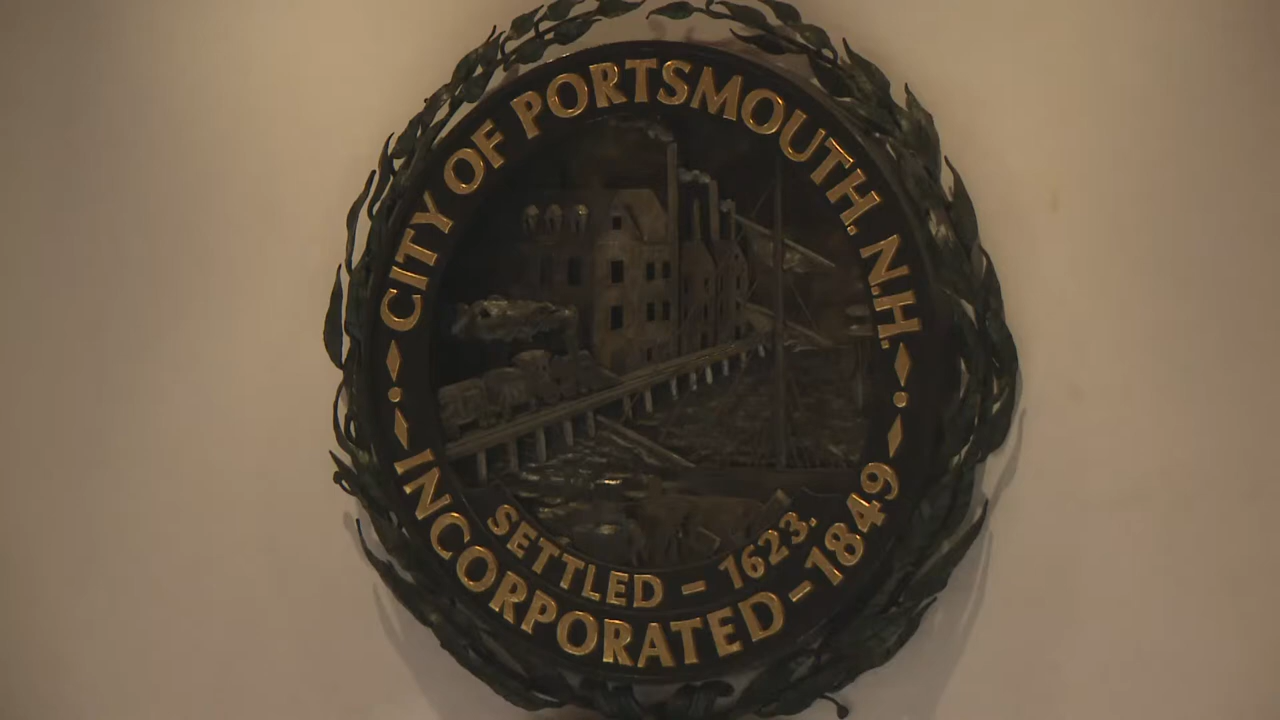 CITY OF PORTSMOUTH. N.H.
SETTLED – 1623.
INCORPORATED – 1849